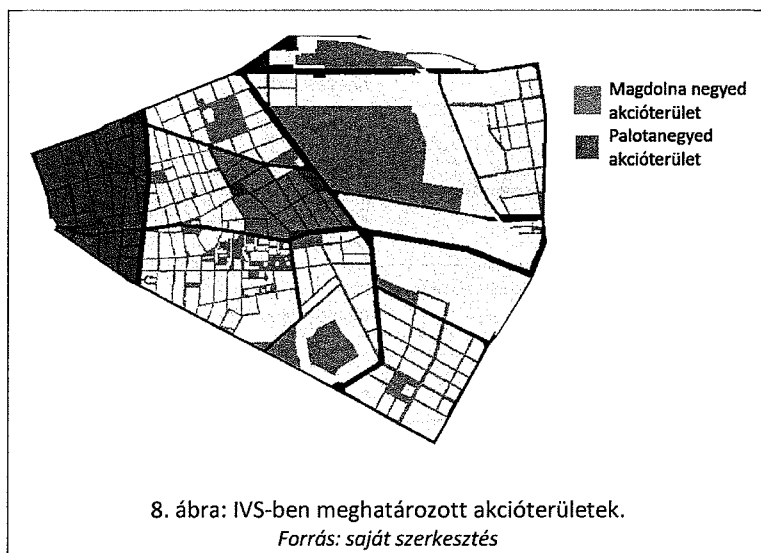 Magdolna negyed
akcióterület
Palotanegyed
akcióterület
8. ábra: IVS-ben meghatározott akcióterületek.
Forrás: saját szerkesztés